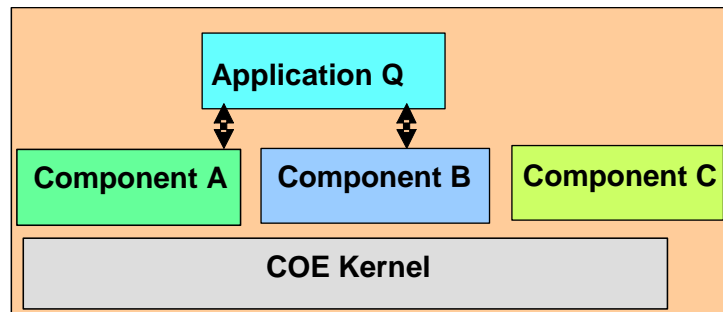 Application Q
Component A
Component B
Component C
COE Kernel